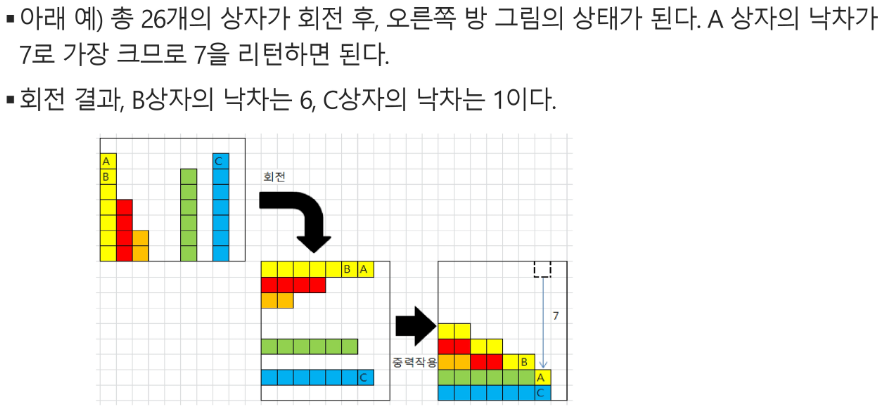 ▪아래 예) 총 26개의 상자가 회전 후, 오른쪽 방 그림의 상태가 된다. A 상자의 낙차가
7로 가장 크므로 7을 리턴하면 된다.
▪회전 결과, B상자의 낙차는 6, C상자의 낙차는 1이다.
A C
B
회전
B A
7
중력작용
C
B
A
C